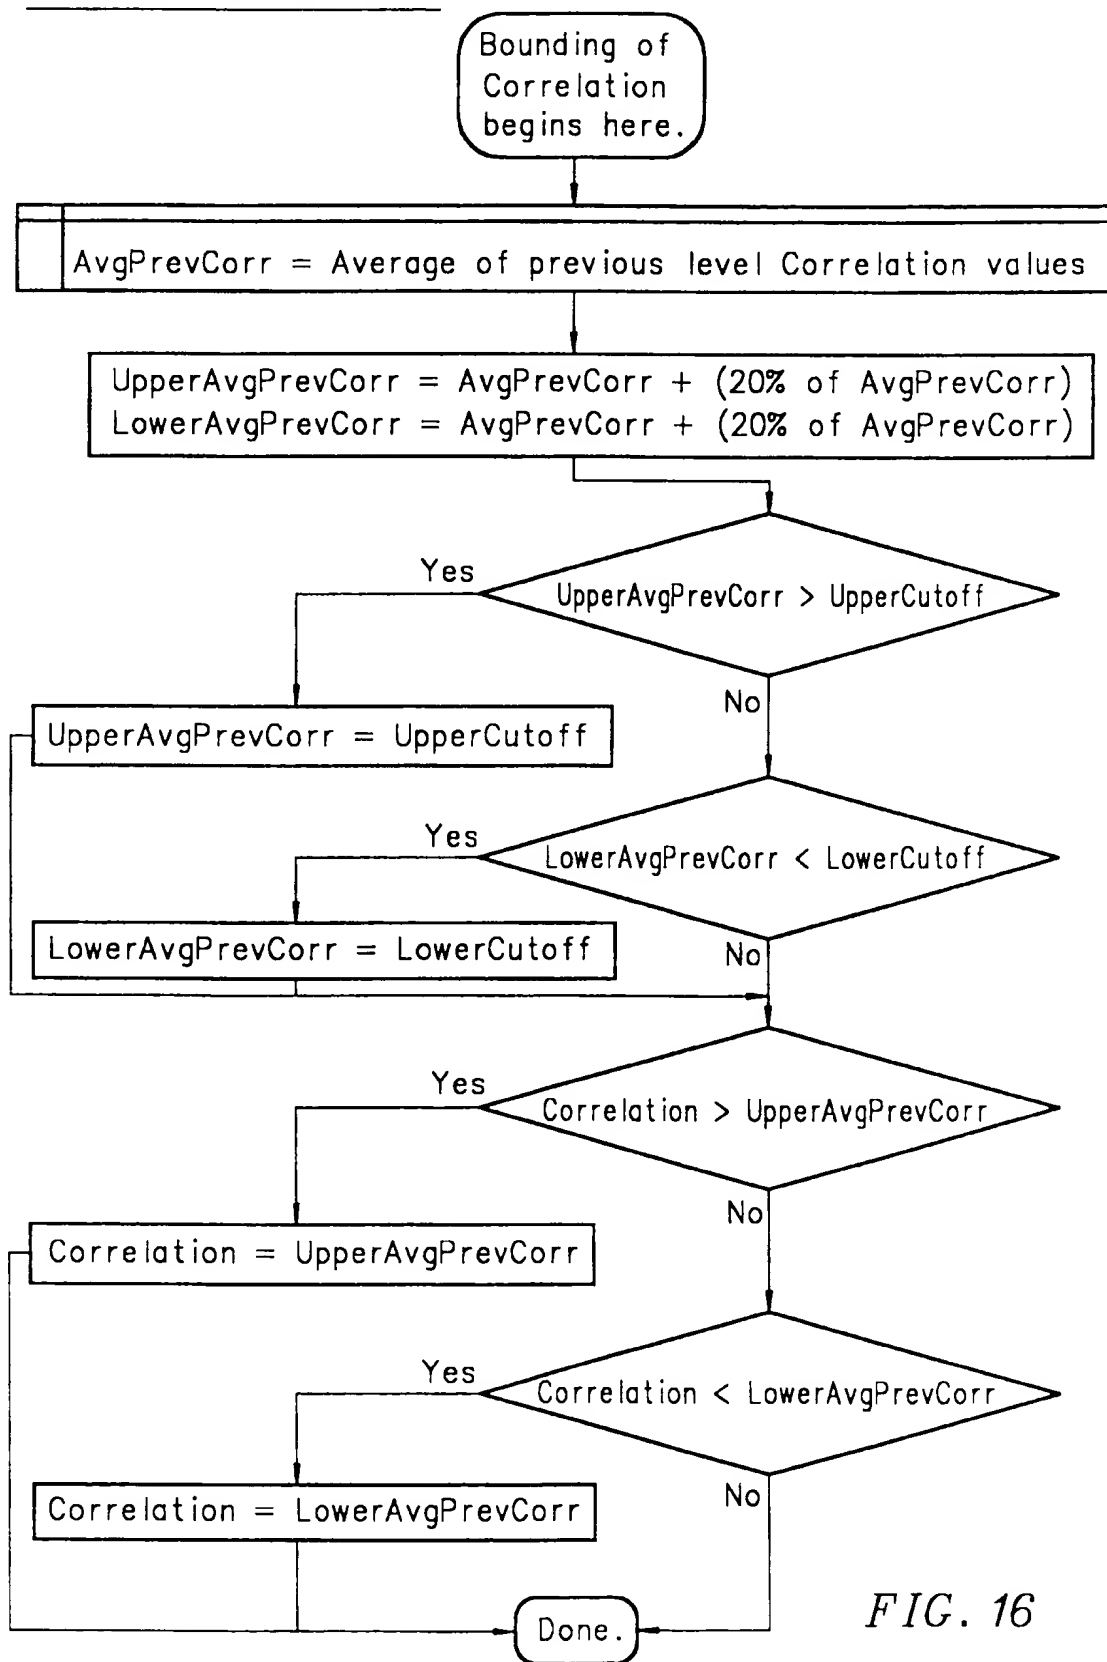 Bounding of
Correlation
begins here.
AvgPrevCorr = Average of previous level Correlation values
UpperAvgPrevCorr = AvgPrevCorr + (20% of AvgPrevCorr)
LowerAvgPrevCorr = AvgPrevCorr + (20% of AvgPrevCorr)
Yes
UpperAvgPrevCorr > UpperCutoff
No
UpperAvgPrevCorr = UpperCutoff
Yes
LowerAvgPrevCorr < LowerCutoff
LowerAvgPrevCorr = LowerCutoff
No
Yes
Correlation > UpperAvgPrevCorr
No
Correlation = UpperAvgPrevCorr
Yes
Correlation < LowerAvgPrevCorr
No
Correlation = LowerAvgPrevCorr
Done.
FIG. 16